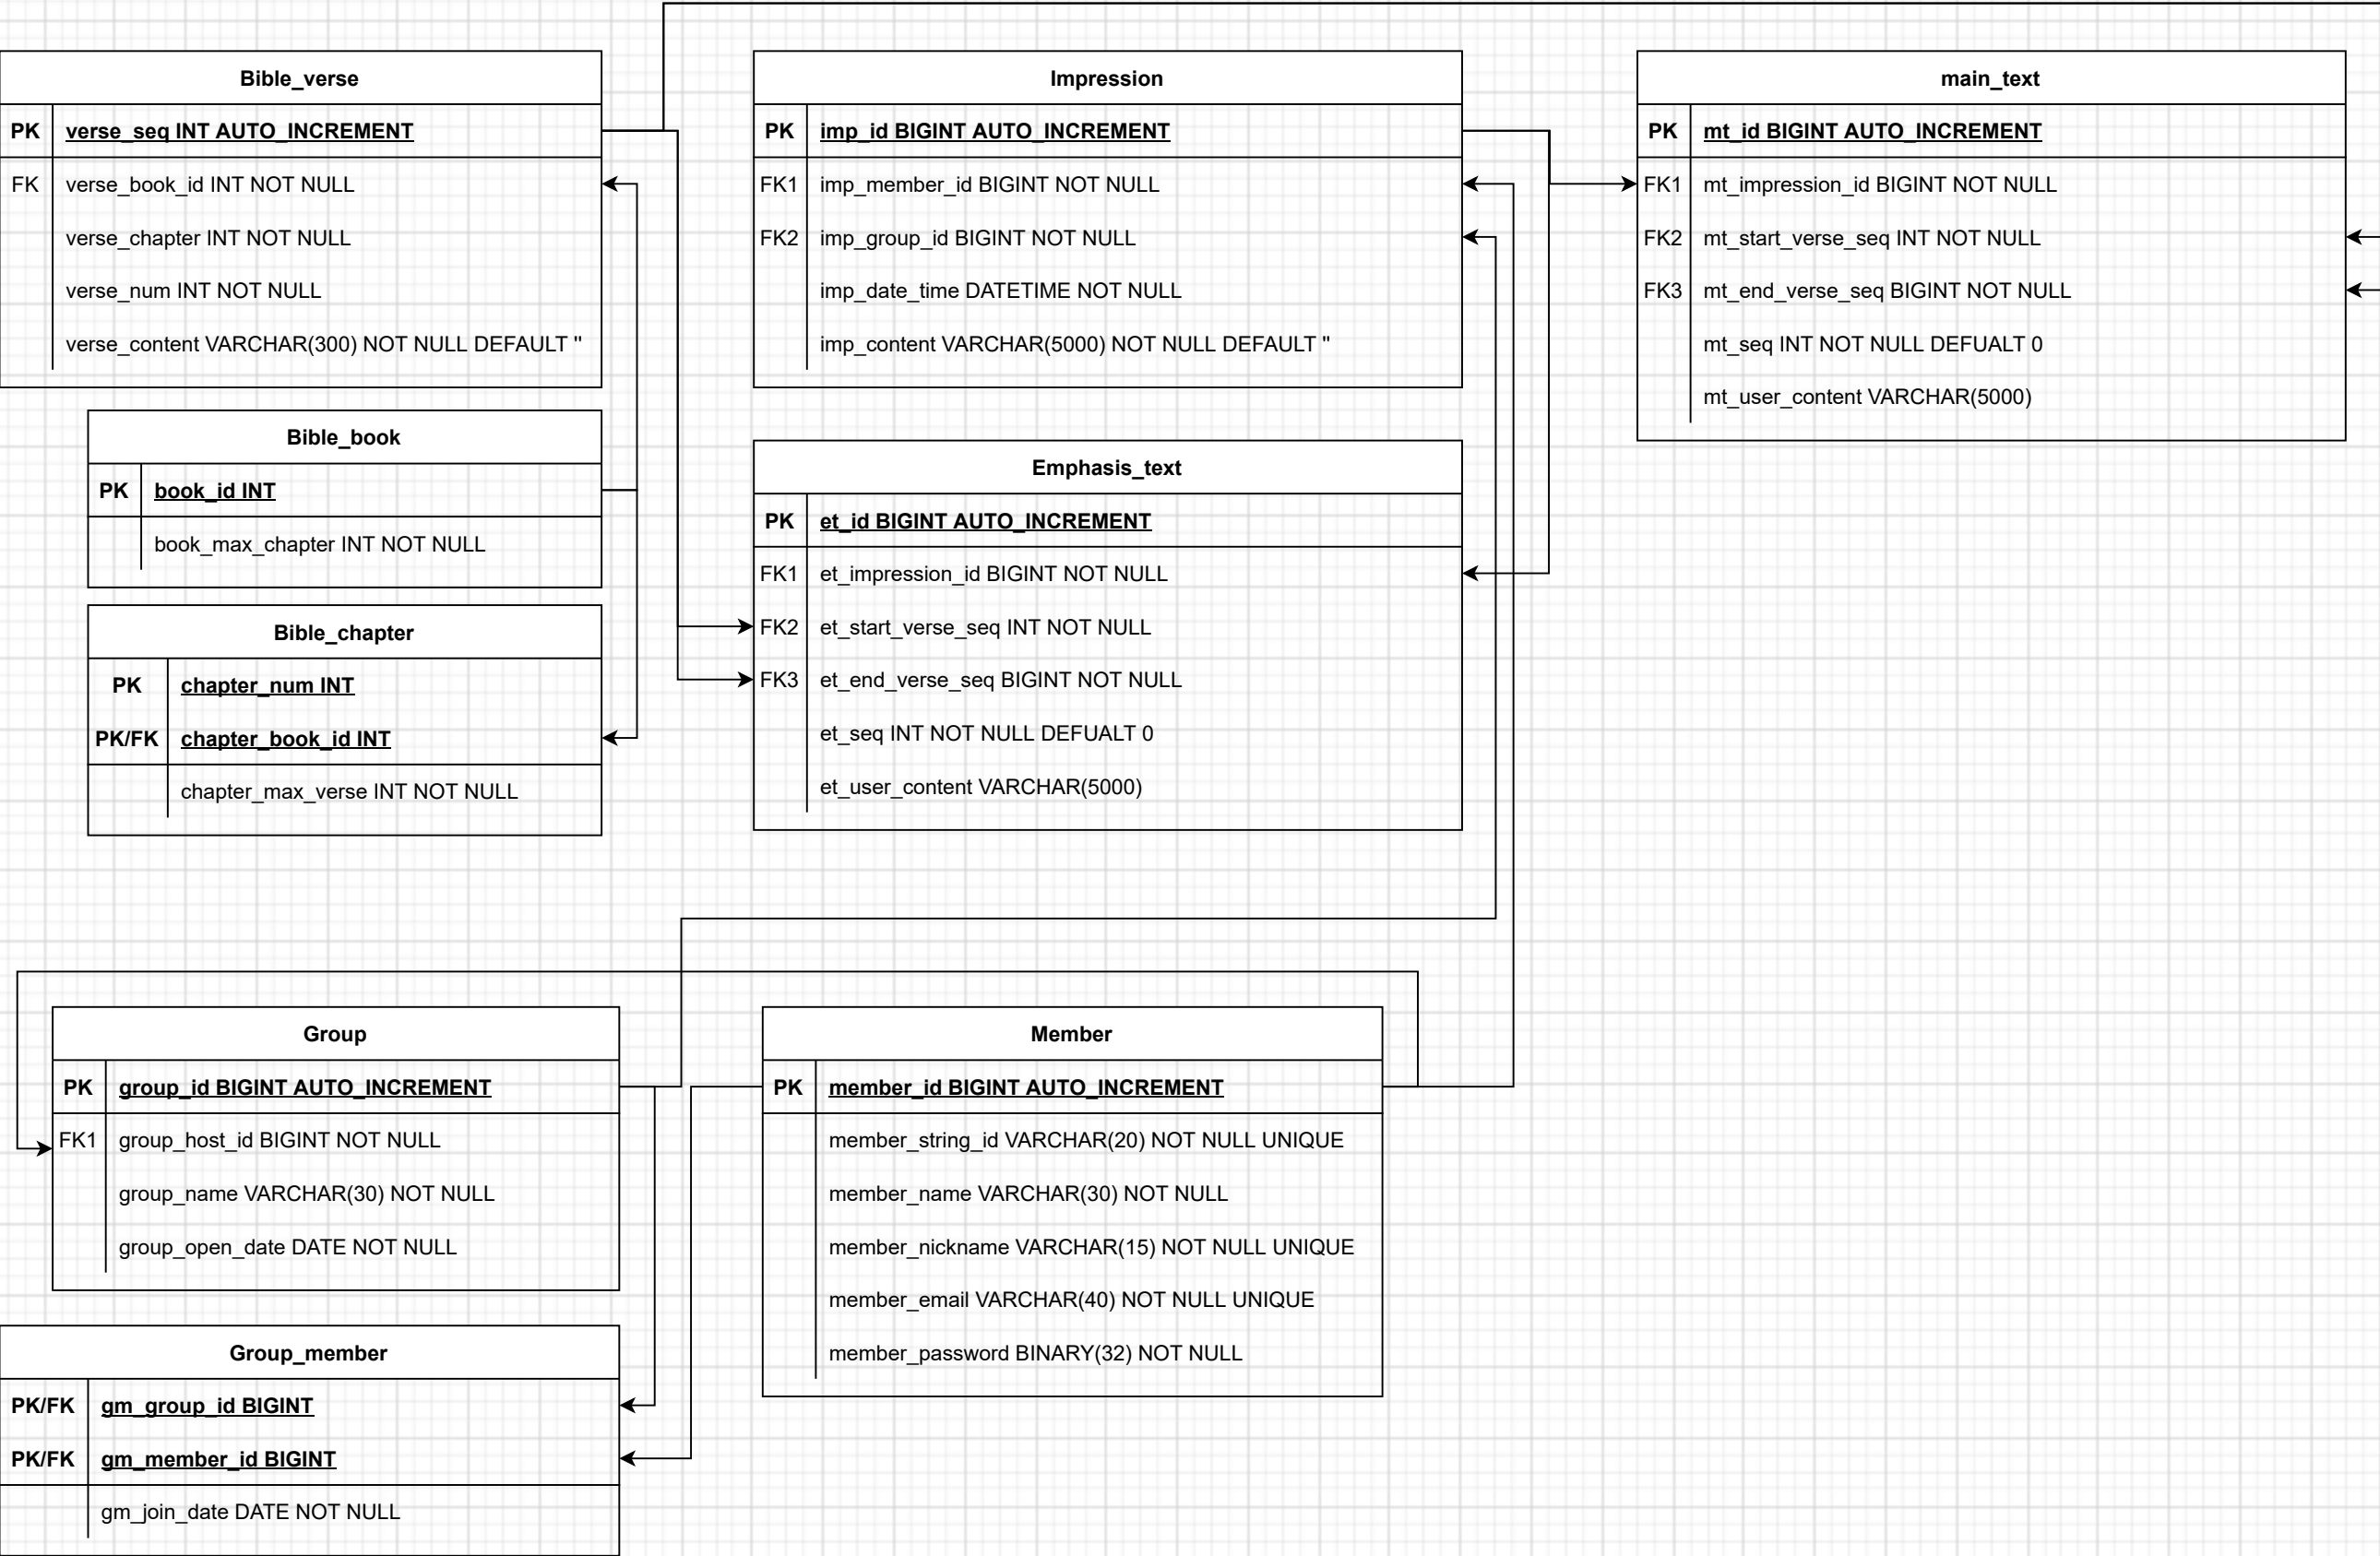 Bible_verse
PK verse_seq INT AUTO_INCREMENT
FK verse_book_id INT NOT NULL
verse_chapter INT NOT NULL
verse_num INT NOT NULL
verse_content VARCHAR(300) NOT NULL DEFAULT ''
Bible_book
PK book_id INT
book_max_chapter INT NOT NULL
Bible_chapter
PK chapter_num INT
PK/FK chapter_book_id INT
chapter_max_verse INT NOT NULL
Impression
PK imp_id BIGINT AUTO_INCREMENT
FK1 imp_member_id BIGINT NOT NULL
FK2 imp_group_id BIGINT NOT NULL
imp_date_time DATETIME NOT NULL
imp_content VARCHAR(5000) NOT NULL DEFAULT ''
Emphasis_text
PK et_id BIGINT AUTO_INCREMENT
FK1 et_impression_id BIGINT NOT NULL
FK2 et_start_verse_seq INT NOT NULL
FK3 et_end_verse_seq BIGINT NOT NULL
et_seq INT NOT NULL DEFUALT 0
et_user_content VARCHAR(5000)
main_text
PK mt_id BIGINT AUTO_INCREMENT
FK1 mt_impression_id BIGINT NOT NULL
FK2 mt_start_verse_seq INT NOT NULL
FK3 mt_end_verse_seq BIGINT NOT NULL
mt_seq INT NOT NULL DEFUALT 0
mt_user_content VARCHAR(5000)
Group
PK group_id BIGINT AUTO_INCREMENT
FK1 group_host_id BIGINT NOT NULL
group_name VARCHAR(30) NOT NULL
group_open_date DATE NOT NULL
Group_member
PK/FK gm_group_id BIGINT
PK/FK gm_member_id BIGINT
gm_join_date DATE NOT NULL
Member
PK member_id BIGINT AUTO_INCREMENT
member_string_id VARCHAR(20) NOT NULL UNIQUE
member_name VARCHAR(30) NOT NULL
member_nickname VARCHAR(15) NOT NULL UNIQUE
member_email VARCHAR(40) NOT NULL UNIQUE
member_password BINARY(32) NOT NULL